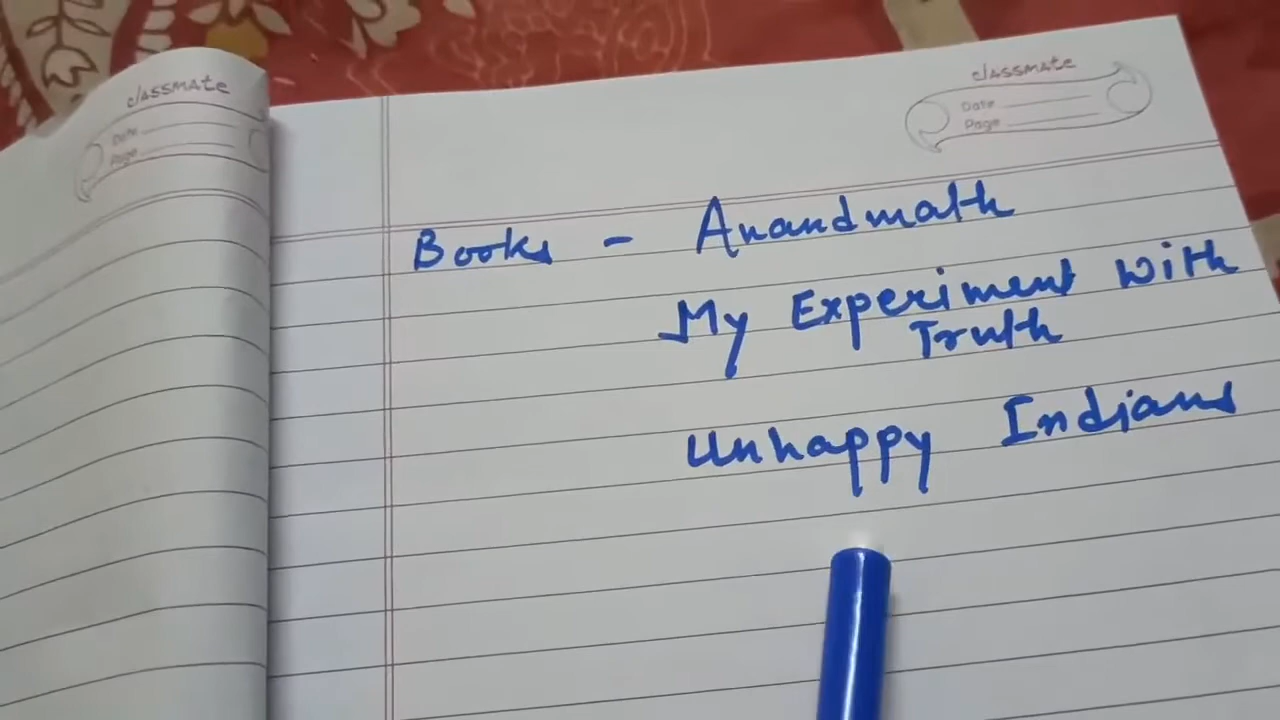 classmate
Date
Page
classmate
Date
Page
Books - Anandmath
My Experiment with
Truth
Unhappy Indians